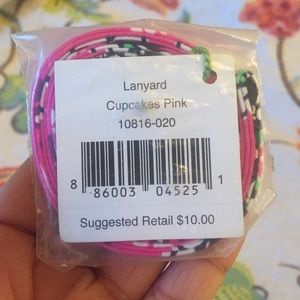 Lanyard
Cupcakes Pink
10816-020
8 86003 04525 1
Suggested Retail $10.00